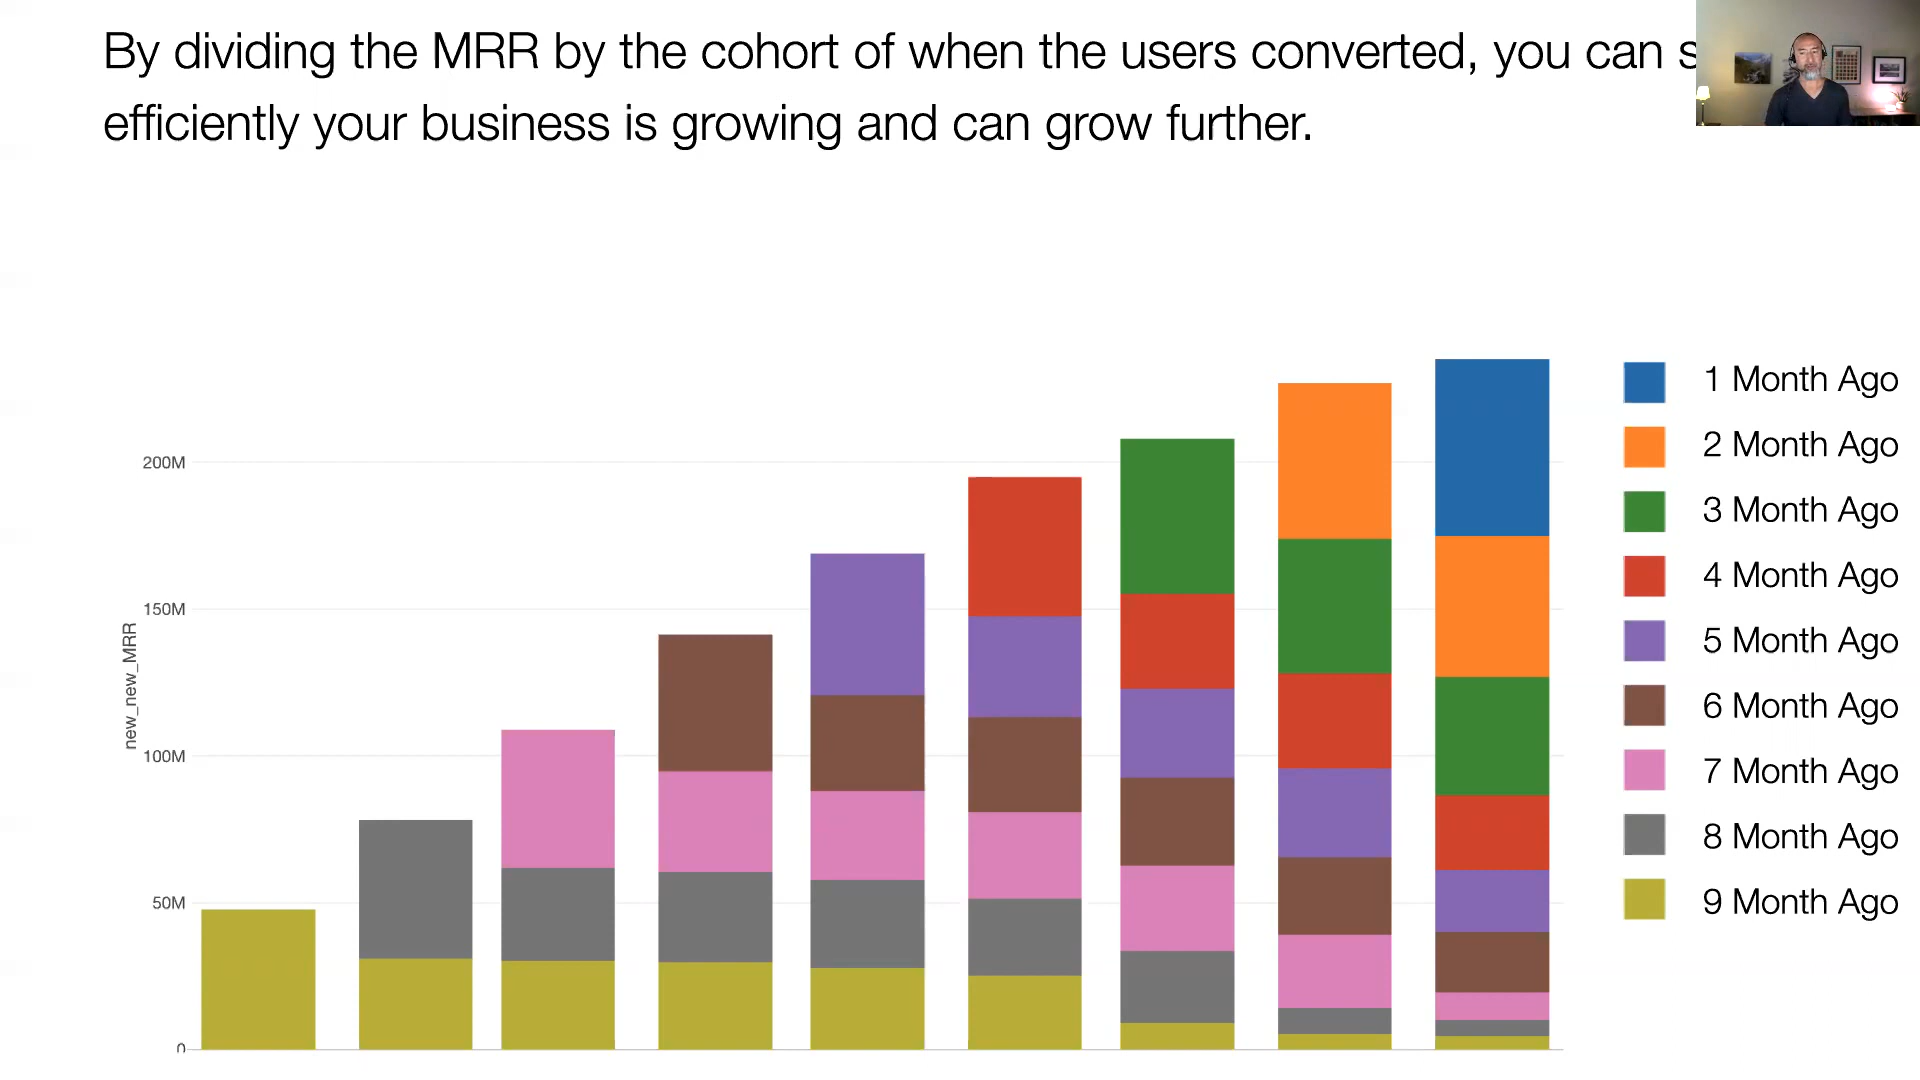 By dividing the MRR by the cohort of when the users converted, you can
efficiently your business is growing and can grow further.
200M
150M
100M
50M
0
new_new_MRR
1 Month Ago
2 Month Ago
3 Month Ago
4 Month Ago
5 Month Ago
6 Month Ago
7 Month Ago
8 Month Ago
9 Month Ago